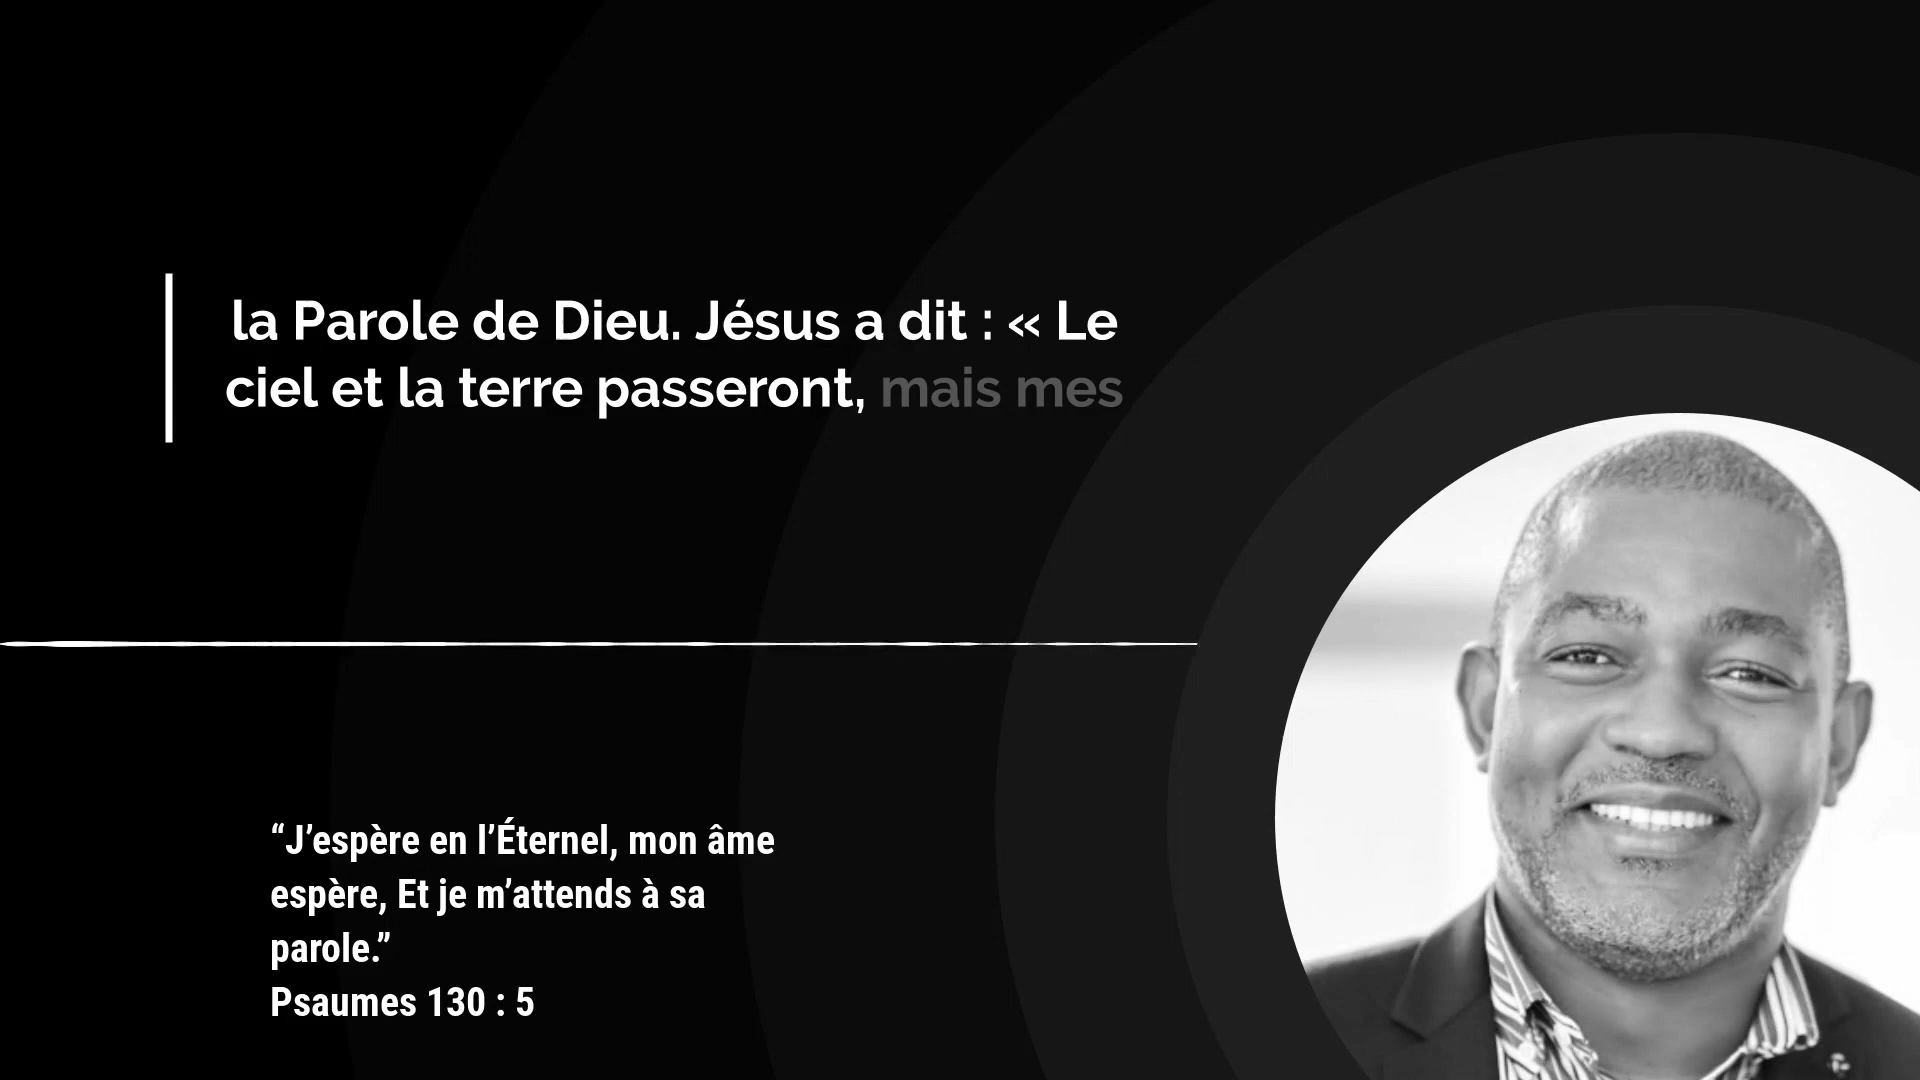 la Parole de Dieu. Jésus a dit : « Le
ciel et la terre passeront, mais mes
“J’espère en l’Éternel, mon âme
espère, Et je m’attends à sa
parole.”
Psaumes 130 : 5